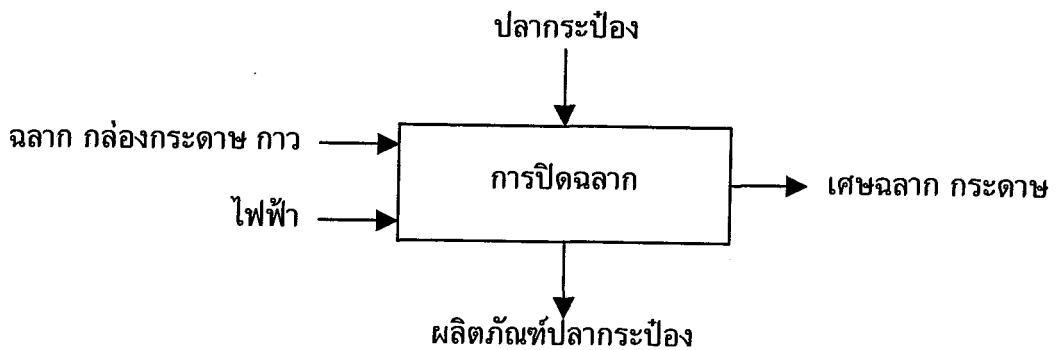 ปลากระป๋อง
ฉลาก กล่องกระดาษ กาว
การปิดฉลาก
เศษฉลาก กระดาษ
ไฟฟ้า
ผลิตภัณฑ์ปลากระป๋อง